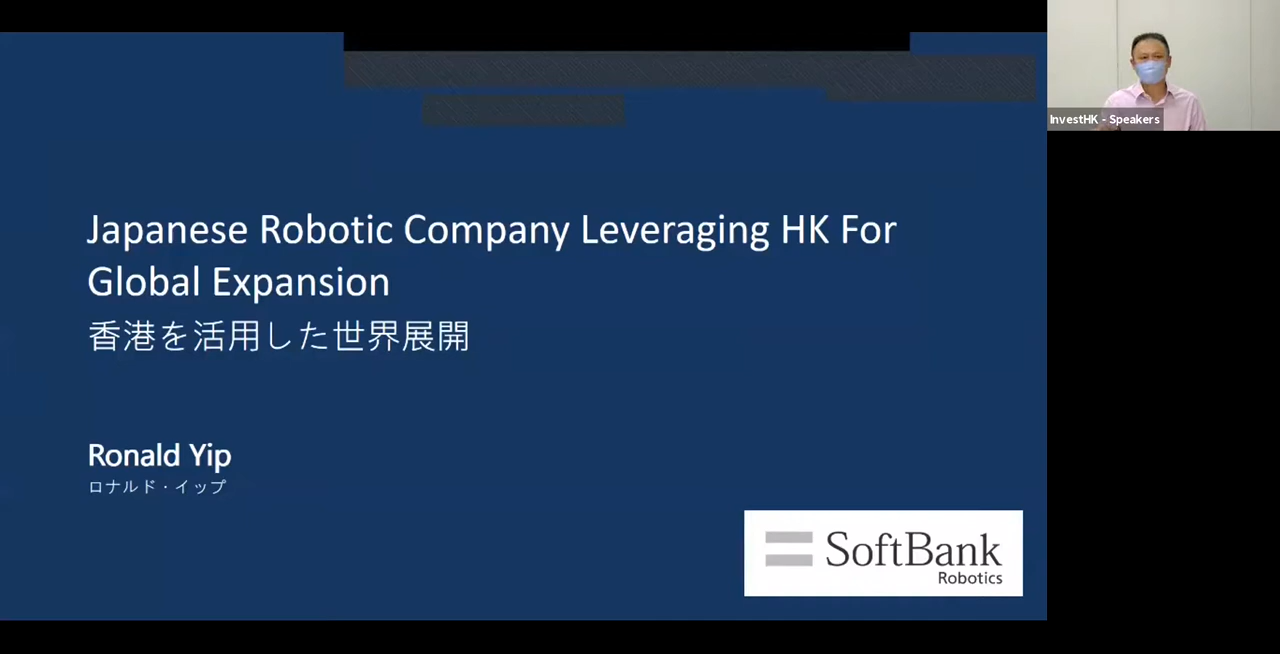 InvestHK - Speakers
Japanese Robotic Company Leveraging HK For
Global Expansion
香港を活用した世界展開
Ronald Yip
ロナルド・イップ
SoftBank
Robotics